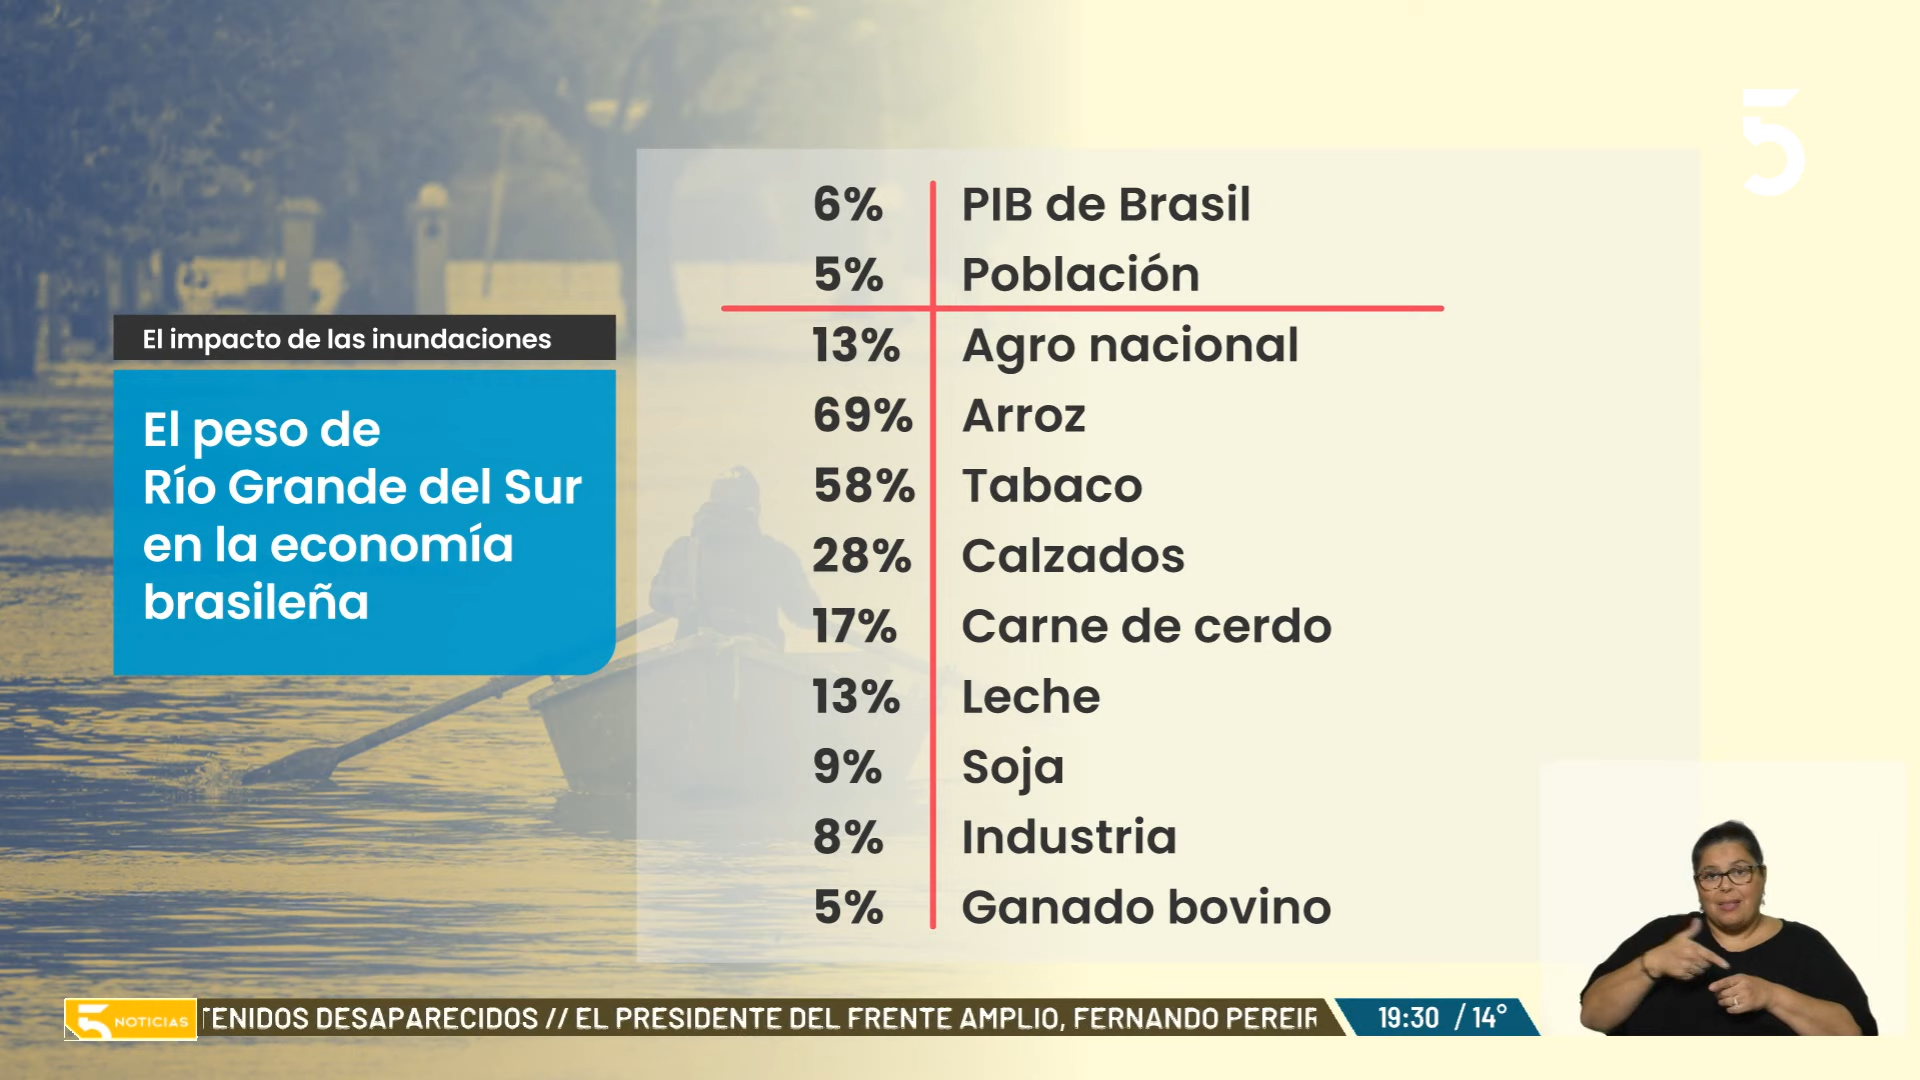 5
6% PIB de Brasil
5% Población
El impacto de las inundaciones
El peso de
Río Grande del Sur
en la economía
brasileña
13% Agro nacional
69% Arroz
58% Tabaco
28% Calzados
17% Carne de cerdo
13% Leche
9% Soja
8% Industria
5% Ganado bovino
5 NOTICIAS
TENIDOS DESAPARECIDOS // EL PRESIDENTE DEL FRENTE AMPLIO, FERNANDO PEREIR
19:30 / 14°